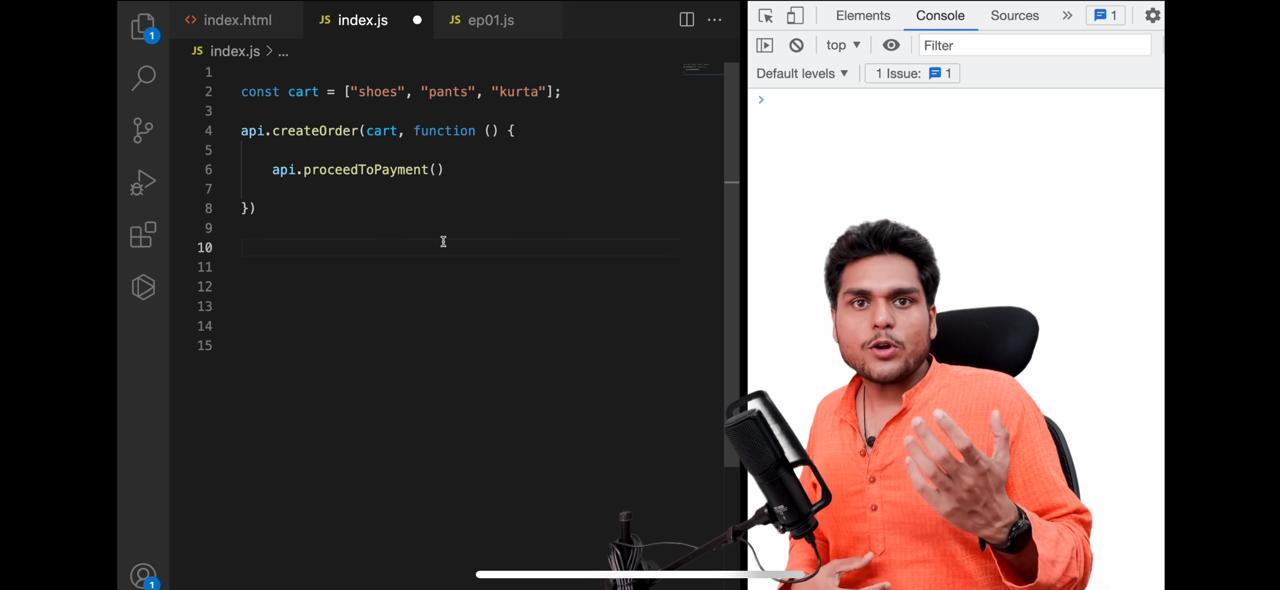 index.html
JS index.js
JS ep01.js
JS index.js > ...
1
2 const cart = ["shoes", "pants", "kurta"];
3
4 api.createOrder(cart, function () {
5
6 api.proceedToPayment()
7
8 })
9
10
11
12
13
14
15
1
1
Elements Console Sources 1
top Filter
Default levels 1 Issue: 1